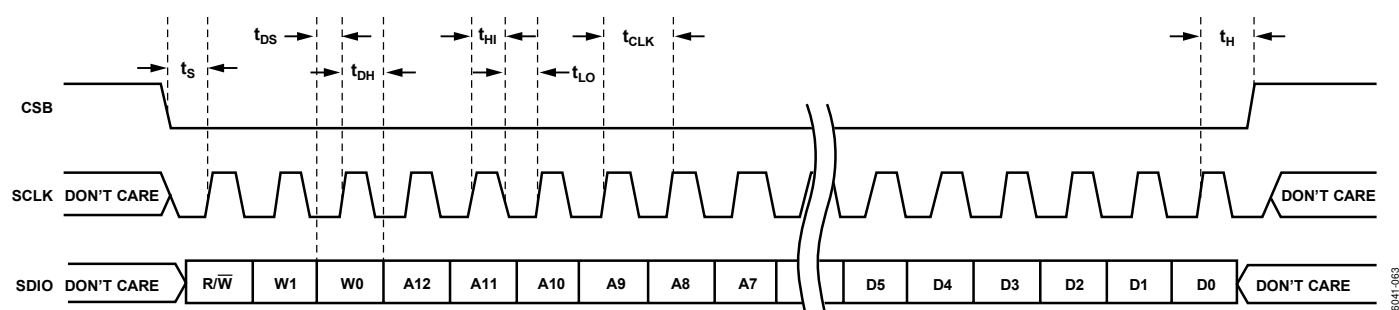 tDS
tHI
tCLK
tH
tS
tDH
tLO
CSB
SCLK DON'T CARE
DON'T CARE
SDIO DON'T CARE R/W̅ W1 W0 A12 A11 A10 A9 A8 A7 D5 D4 D3 D2 D1 D0 DON'T CARE
6041-063